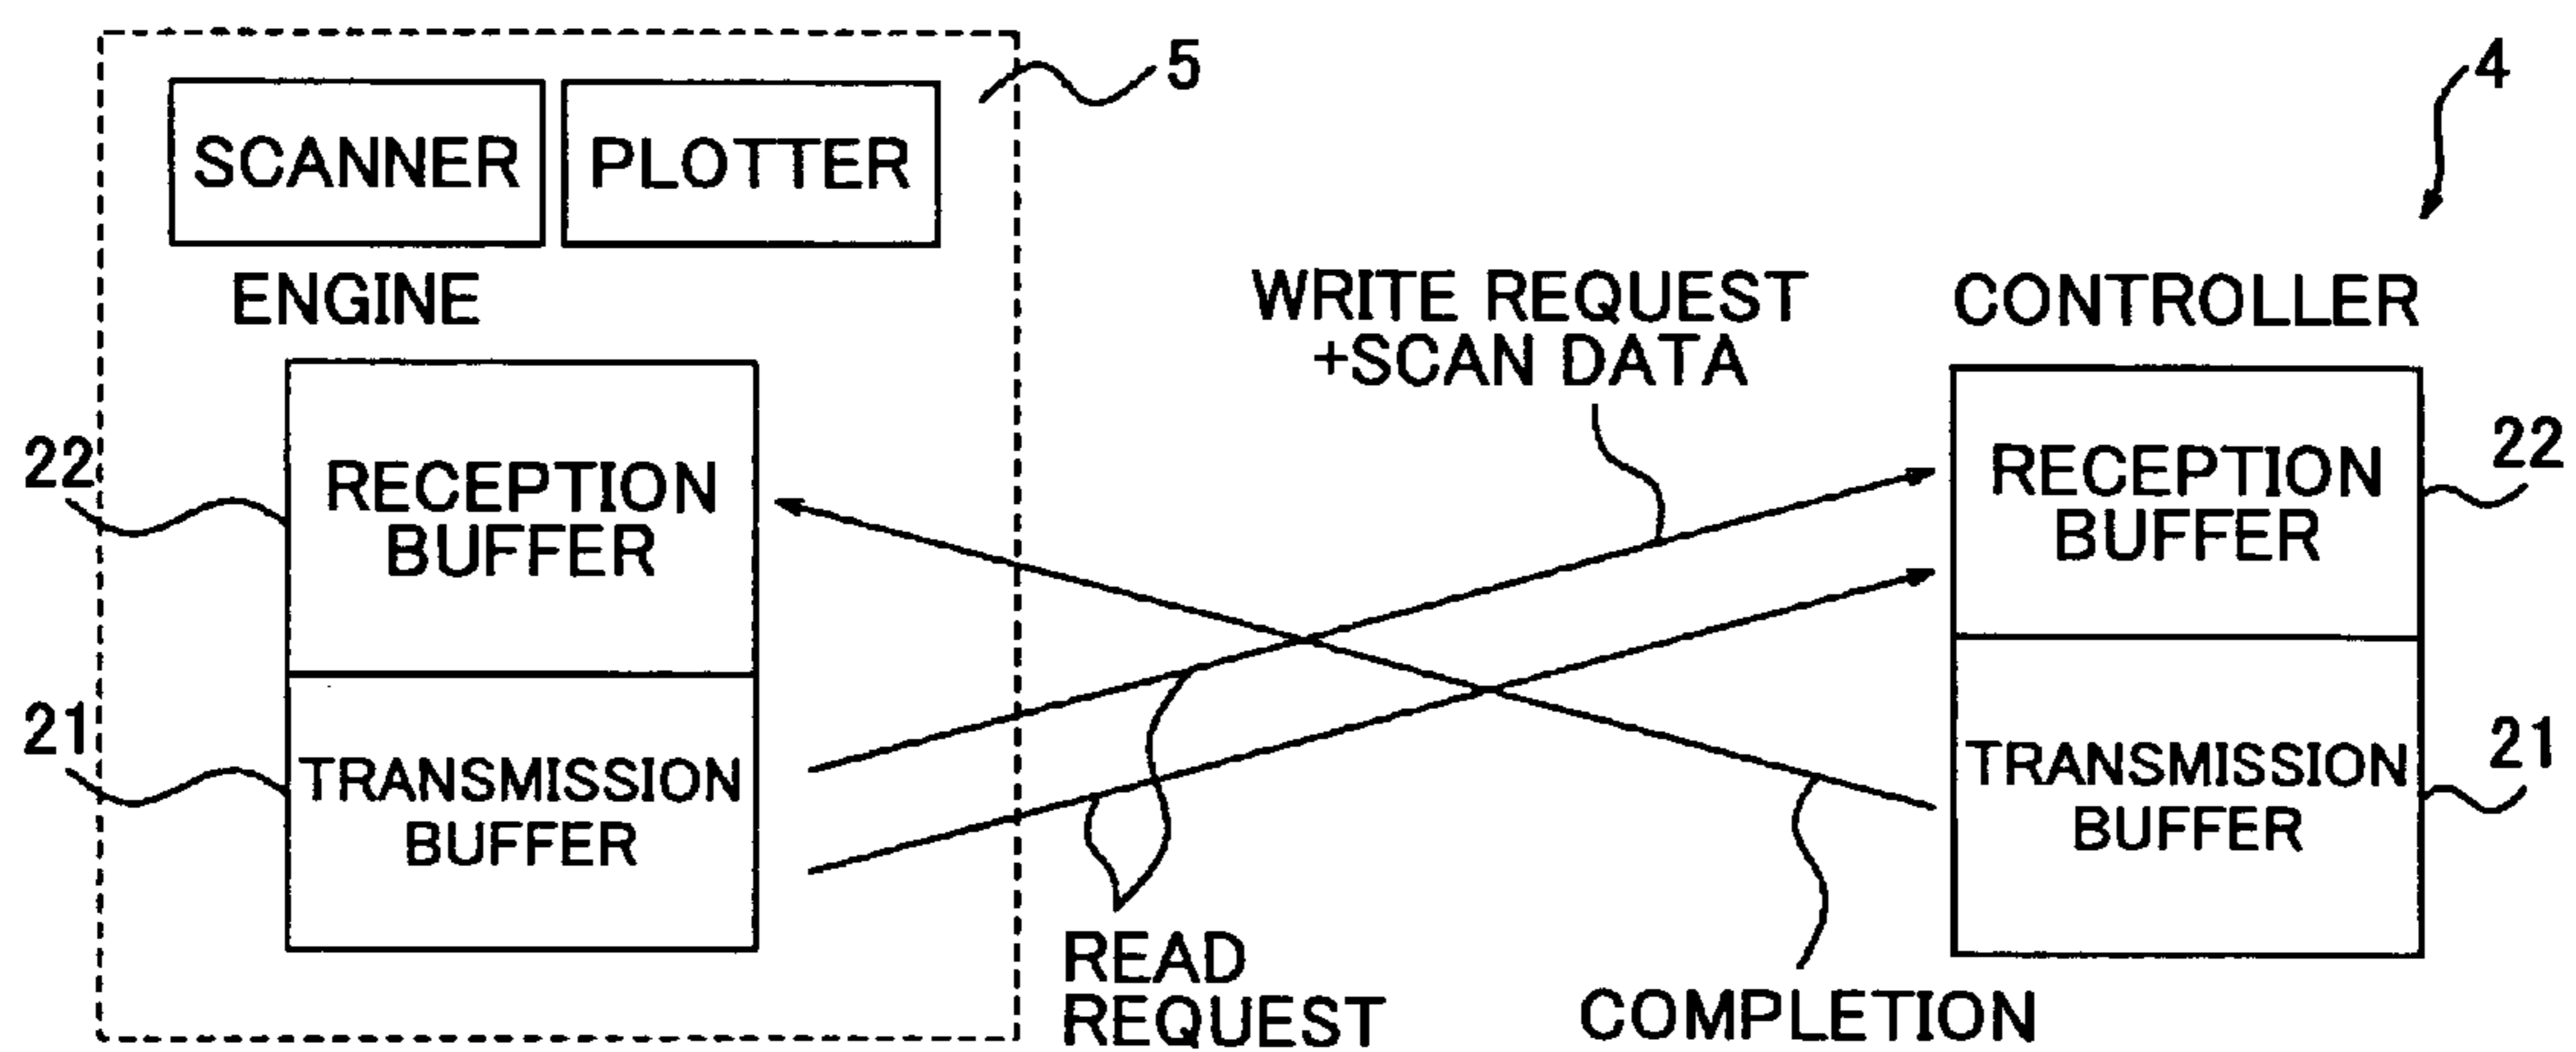 5
4
SCANNER
PLOTTER
ENGINE
WRITE REQUEST
+SCAN DATA
CONTROLLER
22
RECEPTION
BUFFER
21
TRANSMISSION
BUFFER
RECEPTION
BUFFER
22
TRANSMISSION
BUFFER
21
READ
REQUEST
COMPLETION